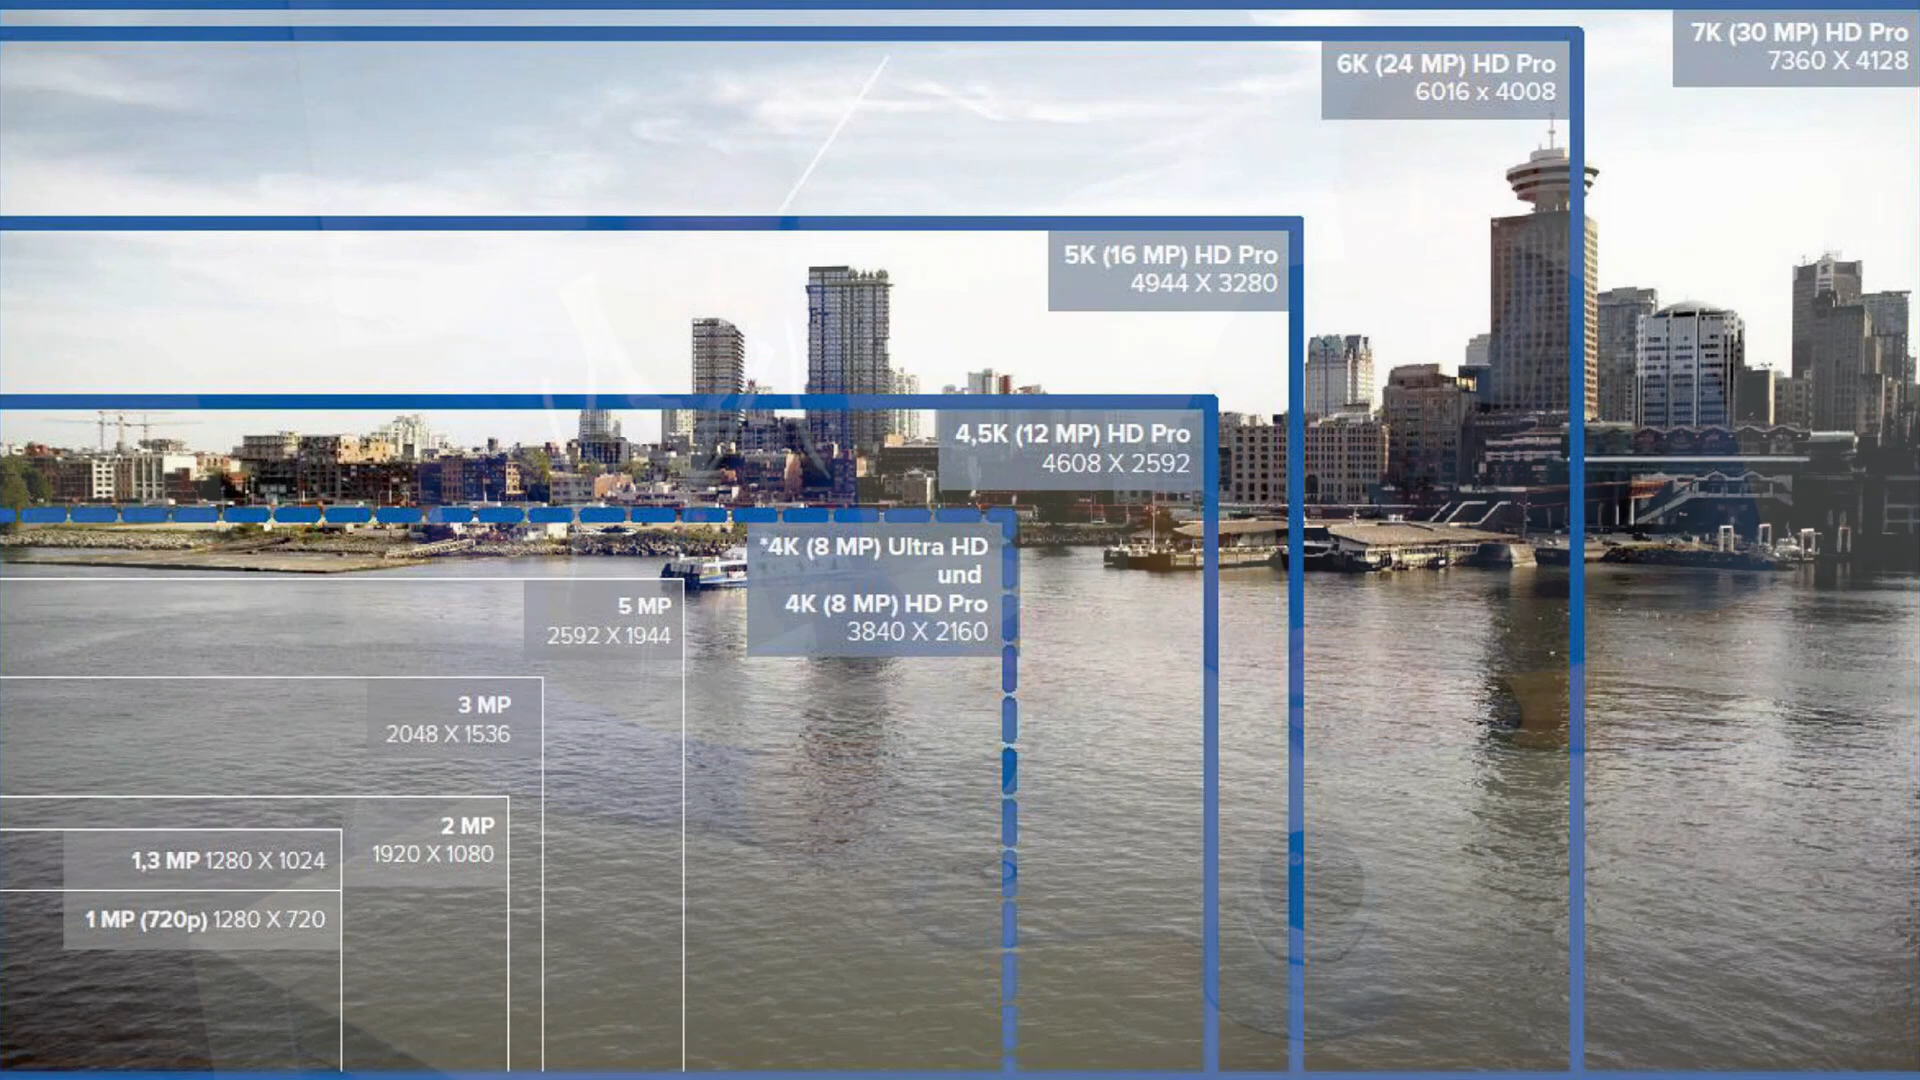 7K (30 MP) HD Pro
7360 X 4128
6K (24 MP) HD Pro
6016 x 4008
5K (16 MP) HD Pro
4944 X 3280
4,5K (12 MP) HD Pro
4608 X 2592
*4K (8 MP) Ultra HD
und
4K (8 MP) HD Pro
3840 X 2160
5 MP
2592 X 1944
3 MP
2048 X 1536
2 MP
1920 X 1080
1,3 MP 1280 X 1024
1 MP (720p) 1280 X 720